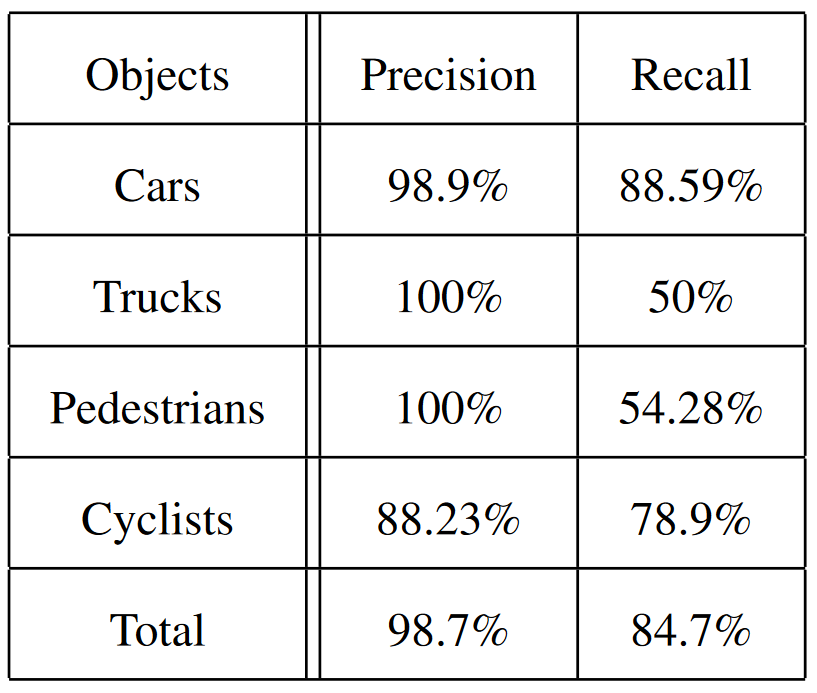 Objects Precision Recall
Cars 98.9% 88.59%
Trucks 100% 50%
Pedestrians 100% 54.28%
Cyclists 88.23% 78.9%
Total 98.7% 84.7%